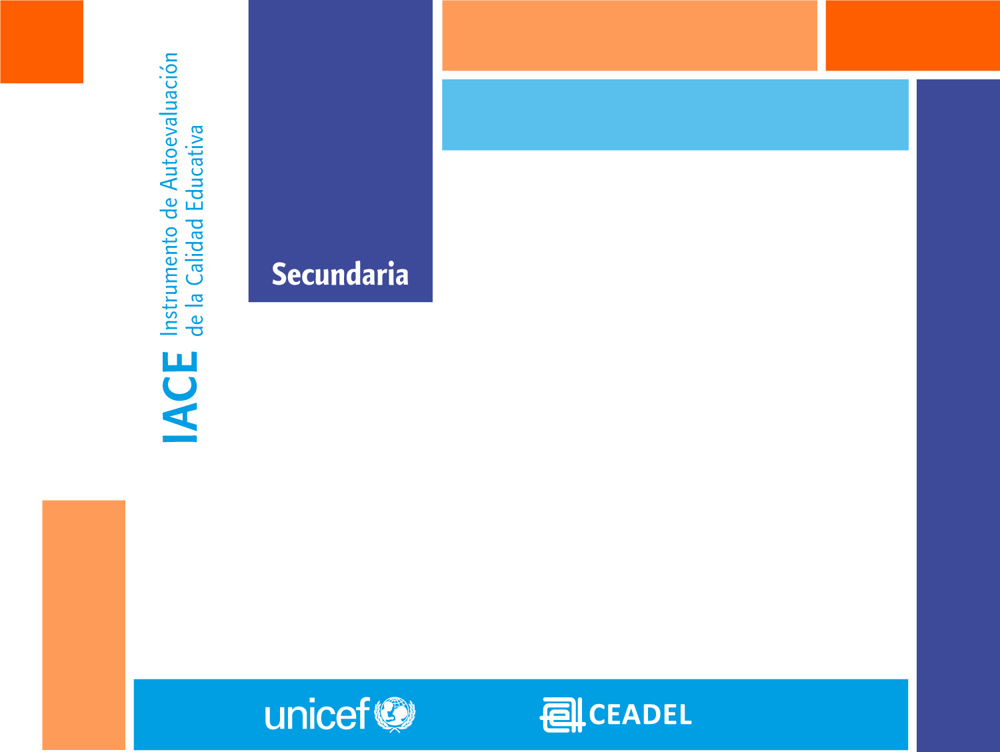 IACE
Instrumento de Autoevaluación
de la Calidad Educativa
Secundaria
unicef
CEADEL